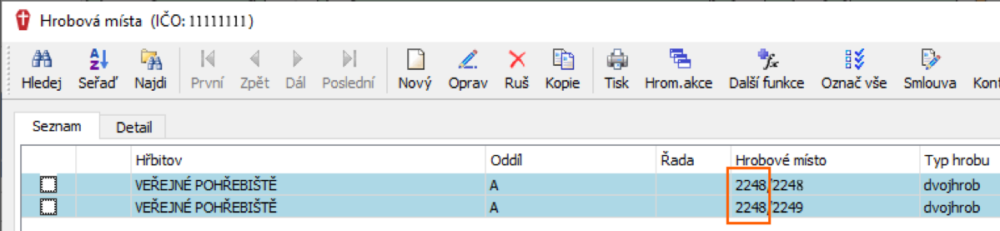 Hrobová místa (IČO: 11111111)
Hledej Seřaď Najdi První Zpět Dál Poslední Nový Oprav Ruš Kopie Tisk Hrom.akce Další funkce Označ vše Smlouva Kont
Seznam Detail
Hřbitov Oddíl Řada Hrobové místo Typ hrobu
VEŘEJNÉ POHŘEBIŠTĚ A 2248/2248 dvojhrob
VEŘEJNÉ POHŘEBIŠTĚ A 2248/2249 dvojhrob